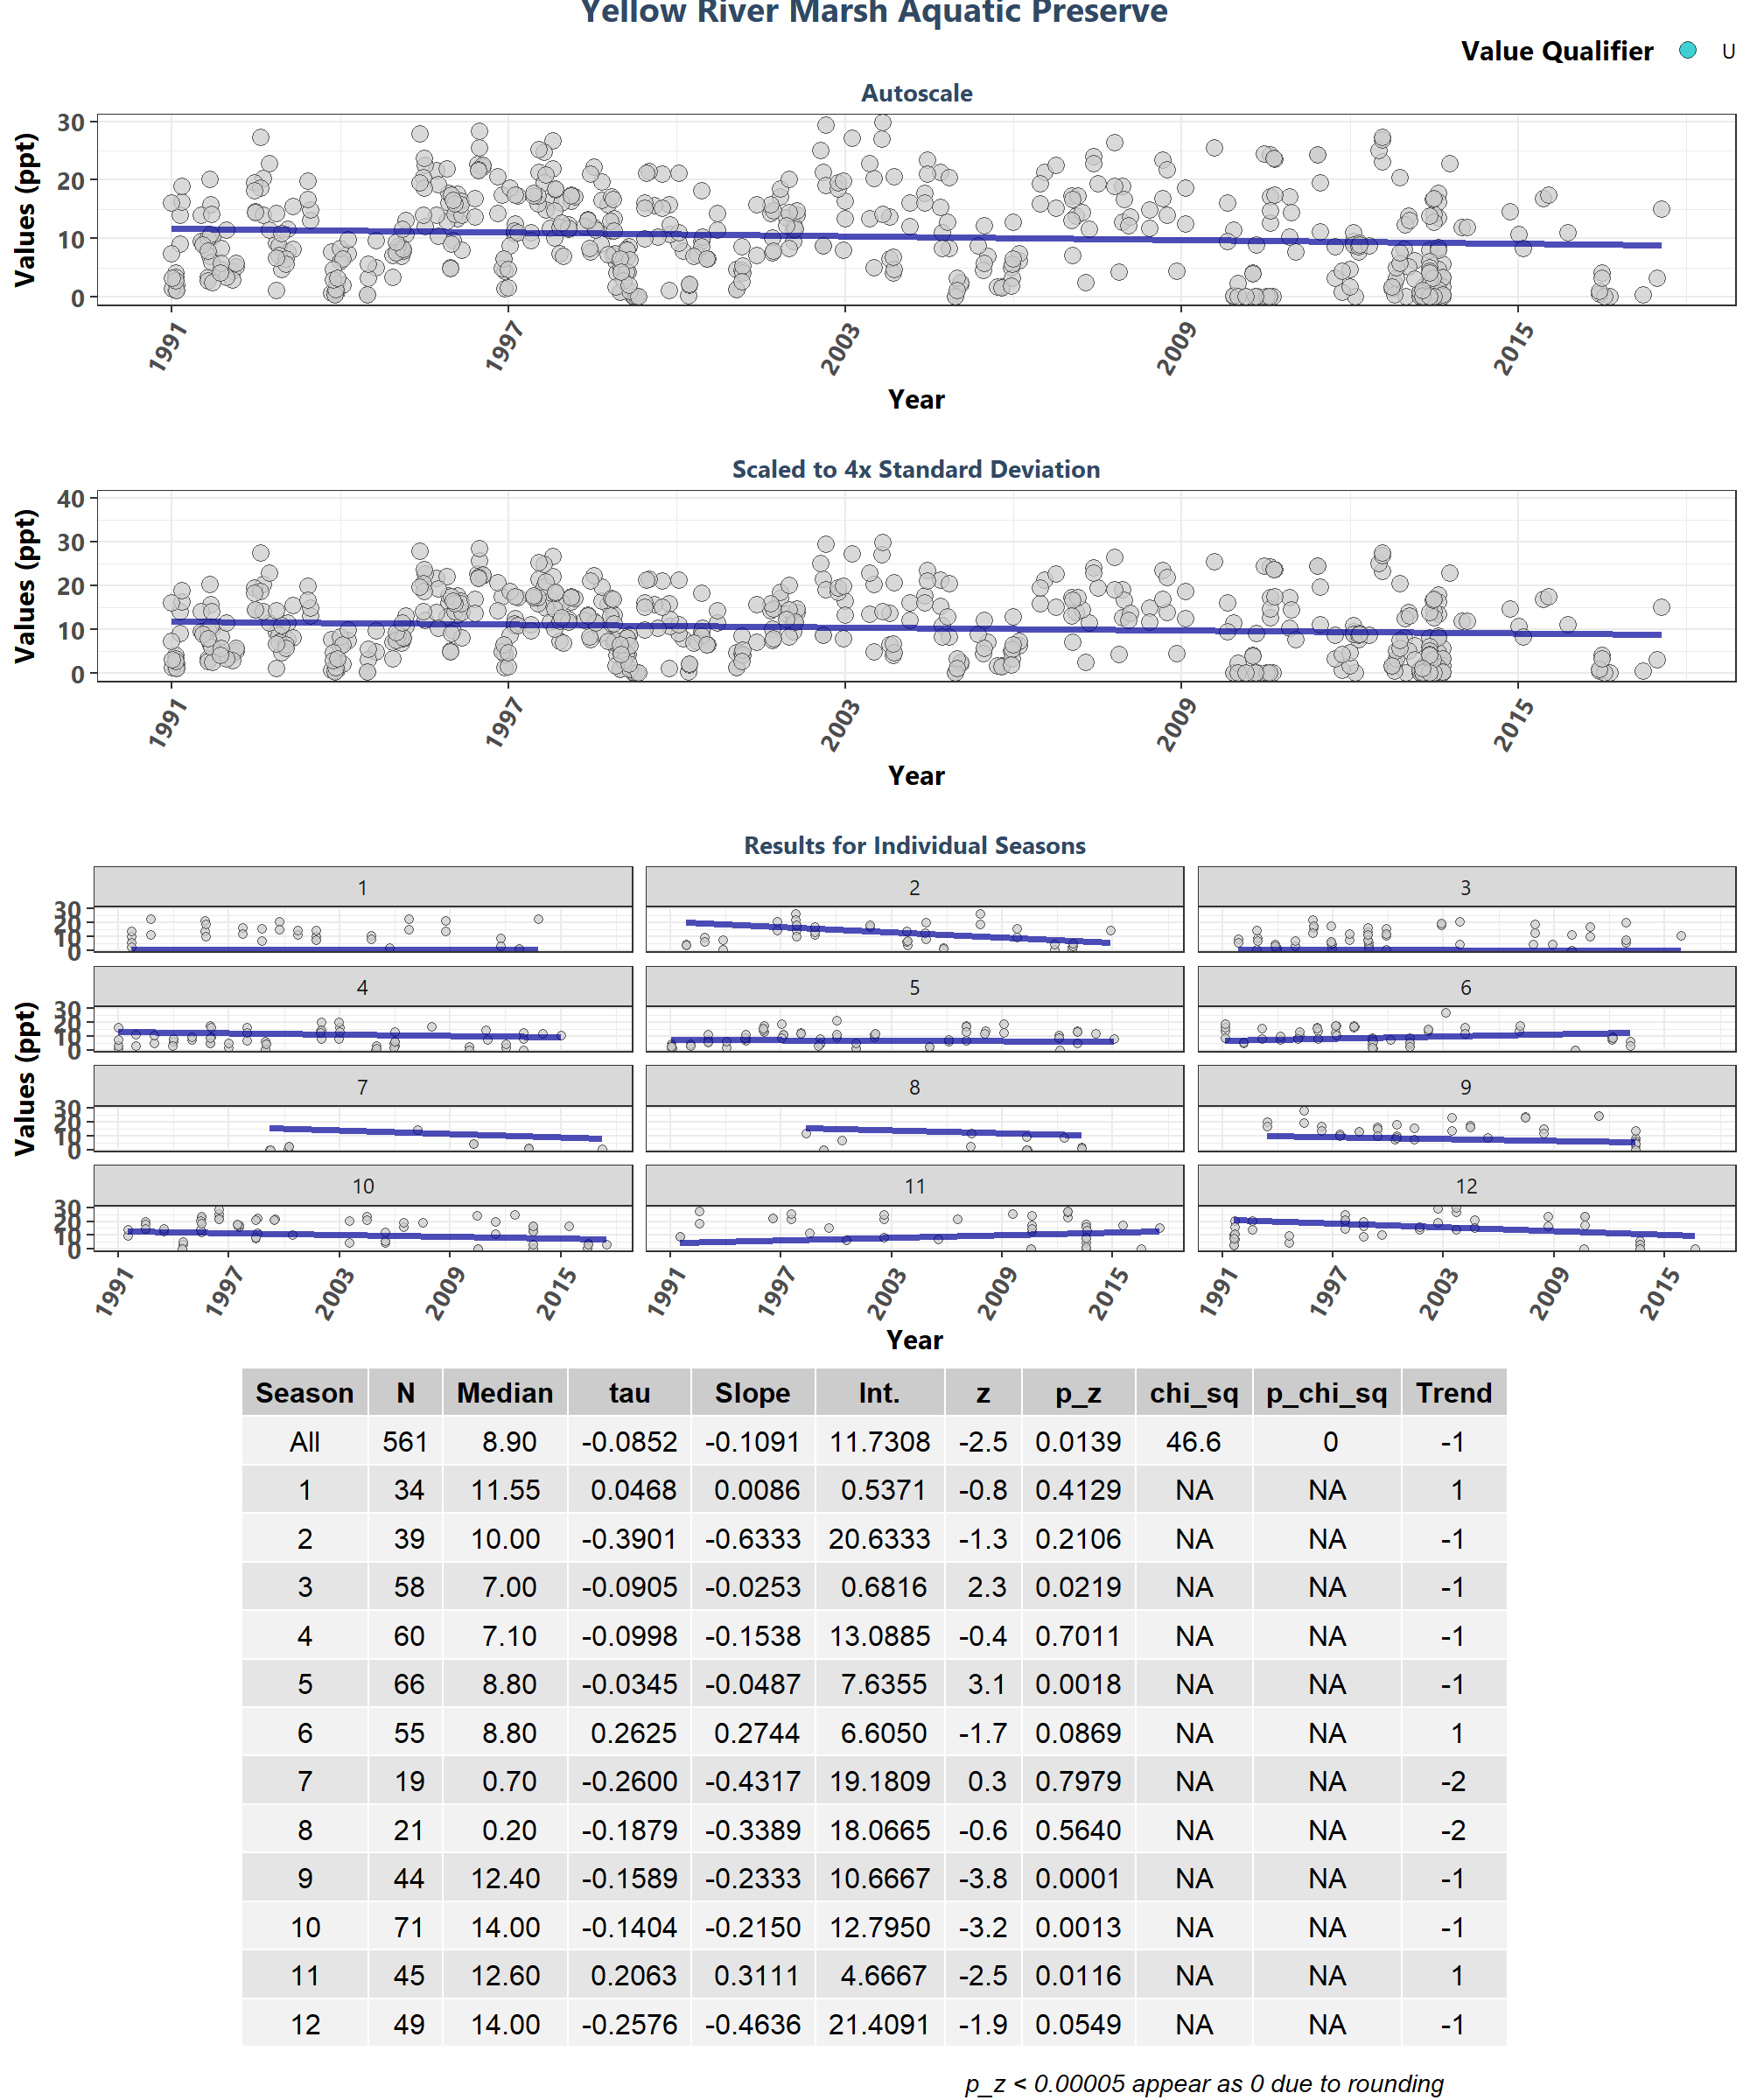 Yellow River Marsh Aquatic Preserve
Value Qualifier U
Autoscale
Values (ppt)
30
20
10
0
1991 1997 2003 2009 2015
Year
Scaled to 4x Standard Deviation
Values (ppt)
40
30
20
10
0
1991 1997 2003 2009 2015
Year
Results for Individual Seasons
Values (ppt)
1 2 3
30
20
10
0
4 5 6
30
20
10
0
7 8 9
30
20
10
0
10 11 12
30
20
10
0
1991 1997 2003 2009 2015 1991 1997 2003 2009 2015 1991 1997 2003 2009 2015
Year
Season N Median tau Slope Int. z p_z chi_sq p_chi_sq Trend
All 561 8.90 -0.0852 -0.1091 11.7308 -2.5 0.0139 46.6 0 -1
1 34 11.55 0.0468 0.0086 0.5371 -0.8 0.4129 NA NA 1
2 39 10.00 -0.3901 -0.6333 20.6333 -1.3 0.2106 NA NA -1
3 58 7.00 -0.0905 -0.0253 0.6816 2.3 0.0219 NA NA -1
4 60 7.10 -0.0998 -0.1538 13.0885 -0.4 0.7011 NA NA -1
5 66 8.80 -0.0345 -0.0487 7.6355 3.1 0.0018 NA NA -1
6 55 8.80 0.2625 0.2744 6.6050 -1.7 0.0869 NA NA 1
7 19 0.70 -0.2600 -0.4317 19.1809 0.3 0.7979 NA NA -2
8 21 0.20 -0.1879 -0.3389 18.0665 -0.6 0.5640 NA NA -2
9 44 12.40 -0.1589 -0.2333 10.6667 -3.8 0.0001 NA NA -1
10 71 14.00 -0.1404 -0.2150 12.7950 -3.2 0.0013 NA NA -1
11 45 12.60 0.2063 0.3111 4.6667 -2.5 0.0116 NA NA 1
12 49 14.00 -0.2576 -0.4636 21.4091 -1.9 0.0549 NA NA -1
p_z < 0.00005 appear as 0 due to rounding